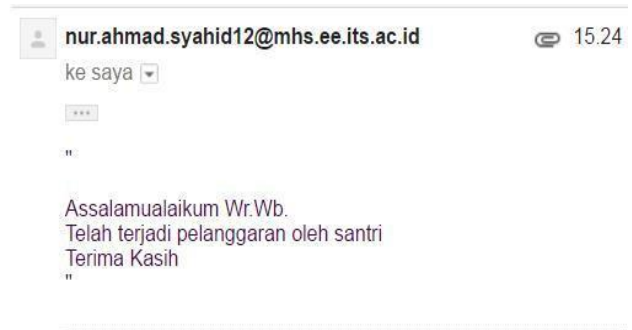 nur.ahmad.syahid12@mhs.ee.its.ac.id 15.24
ke saya
"
Assalamualaikum Wr.Wb.
Telah terjadi pelanggaran oleh santri
Terima Kasih
"